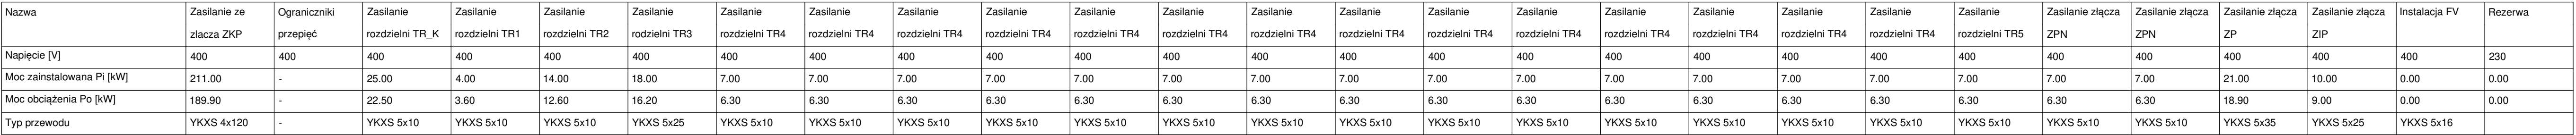 Nazwa Zasilanie ze Ograniczniki Zasilanie Zasilanie Zasilanie Zasilanie Zasilanie Zasilanie Zasilanie Zasilanie Zasilanie Zasilanie Zasilanie Zasilanie Zasilanie Zasilanie Zasilanie Zasilanie Zasilanie Zasilanie Zasilanie Zasilanie złącza Zasilanie złącza Zasilanie złącza Zasilanie złącza Instalacja FV Rezerwa
zlacza ZKP przepięć rozdzielni TR_K rozdzielni TR1 rozdzielni TR2 rodzielni TR3 rozdzielni TR4 rozdzielni TR4 rozdzielni TR4 rozdzielni TR4 rozdzielni TR4 rozdzielni TR4 rozdzielni TR4 rozdzielni TR4 rozdzielni TR4 rozdzielni TR4 rozdzielni TR4 rozdzielni TR4 rozdzielni TR4 rozdzielni TR4 rozdzielni TR5 ZPN ZPN ZP ZIP
Napięcie [V] 400 400 400 400 400 400 400 400 400 400 400 400 400 400 400 400 400 400 400 400 400 400 400 400 400 400 230
Moc zainstalowana Pi [kW] 211.00 - 25.00 4.00 14.00 18.00 7.00 7.00 7.00 7.00 7.00 7.00 7.00 7.00 7.00 7.00 7.00 7.00 7.00 7.00 7.00 7.00 7.00 21.00 10.00 0.00 0.00
Moc obciążenia Po [kW] 189.90 - 22.50 3.60 12.60 16.20 6.30 6.30 6.30 6.30 6.30 6.30 6.30 6.30 6.30 6.30 6.30 6.30 6.30 6.30 6.30 6.30 6.30 18.90 9.00 0.00 0.00
Typ przewodu YKXS 4x120 - YKXS 5x10 YKXS 5x10 YKXS 5x10 YKXS 5x25 YKXS 5x10 YKXS 5x10 YKXS 5x10 YKXS 5x10 YKXS 5x10 YKXS 5x10 YKXS 5x10 YKXS 5x10 YKXS 5x10 YKXS 5x10 YKXS 5x10 YKXS 5x10 YKXS 5x10 YKXS 5x10 YKXS 5x10 YKXS 5x10 YKXS 5x10 YKXS 5x35 YKXS 5x25 YKXS 5x16